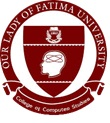 OUR LADY OF FATIMA UNIVERSITY
College of Computer Studies